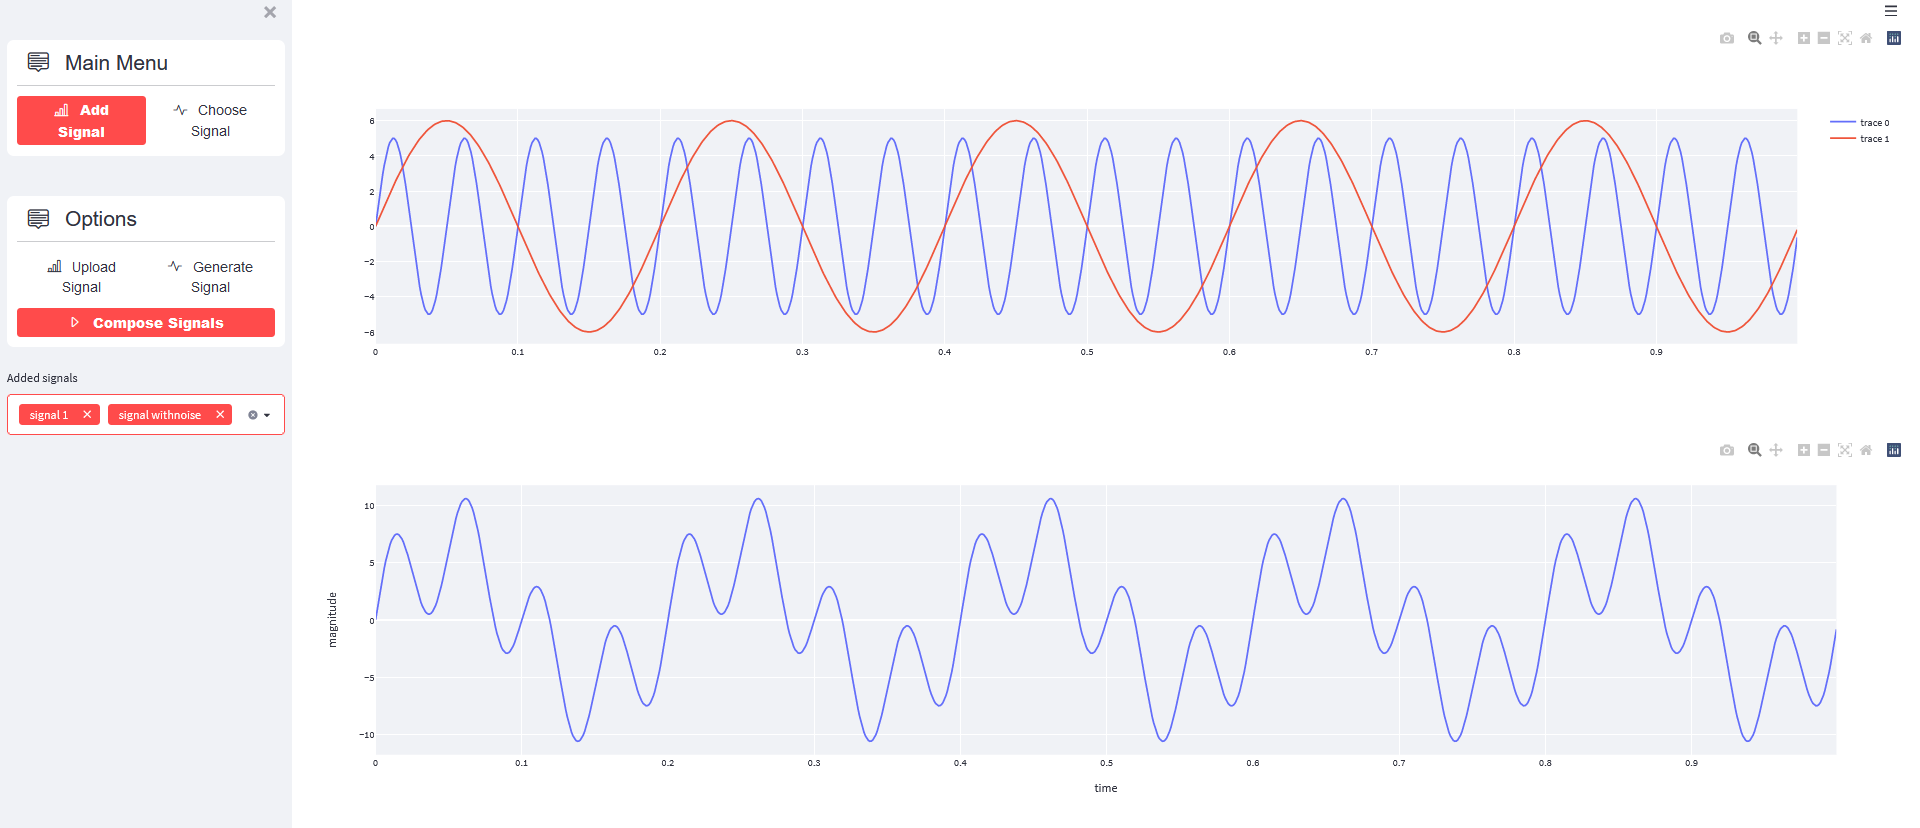 Main Menu
Add
Signal
Choose
Signal
Options
Upload
Signal
Generate
Signal
Compose Signals
Added signals
signal 1
signal withnoise
6
4
2
0
−2
−4
−6
0 0.1 0.2 0.3 0.4 0.5 0.6 0.7 0.8 0.9
trace 0
trace 1
magnitude
10
5
0
−5
−10
0 0.1 0.2 0.3 0.4 0.5 0.6 0.7 0.8 0.9
time